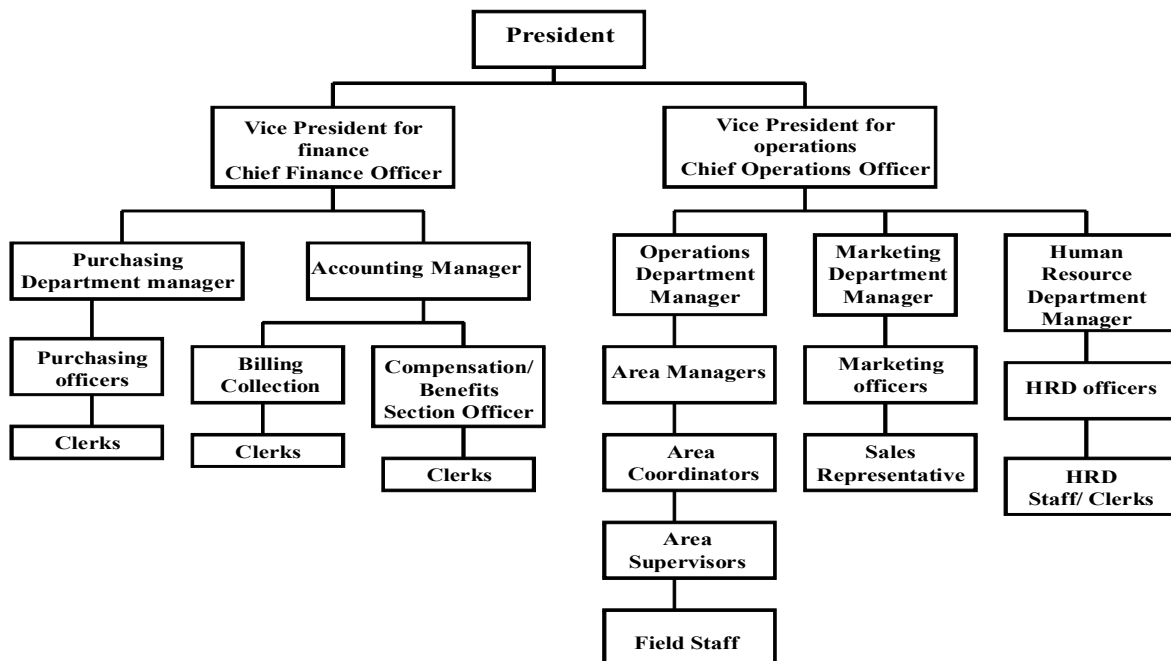 President
Vice President for
finance
Chief Finance Officer
Vice President for
operations
Chief Operations Officer
Purchasing
Department manager
Accounting Manager
Operations
Department
Manager
Marketing
Department
Manager
Human
Resource
Department
Manager
Purchasing
officers
Billing
Collection
Compensation/
Benefits
Section Officer
Area Managers
Marketing
officers
HRD officers
Clerks
Clerks
Clerks
Area
Coordinators
Sales
Representative
HRD
Staff/ Clerks
Area
Supervisors
Field Staff